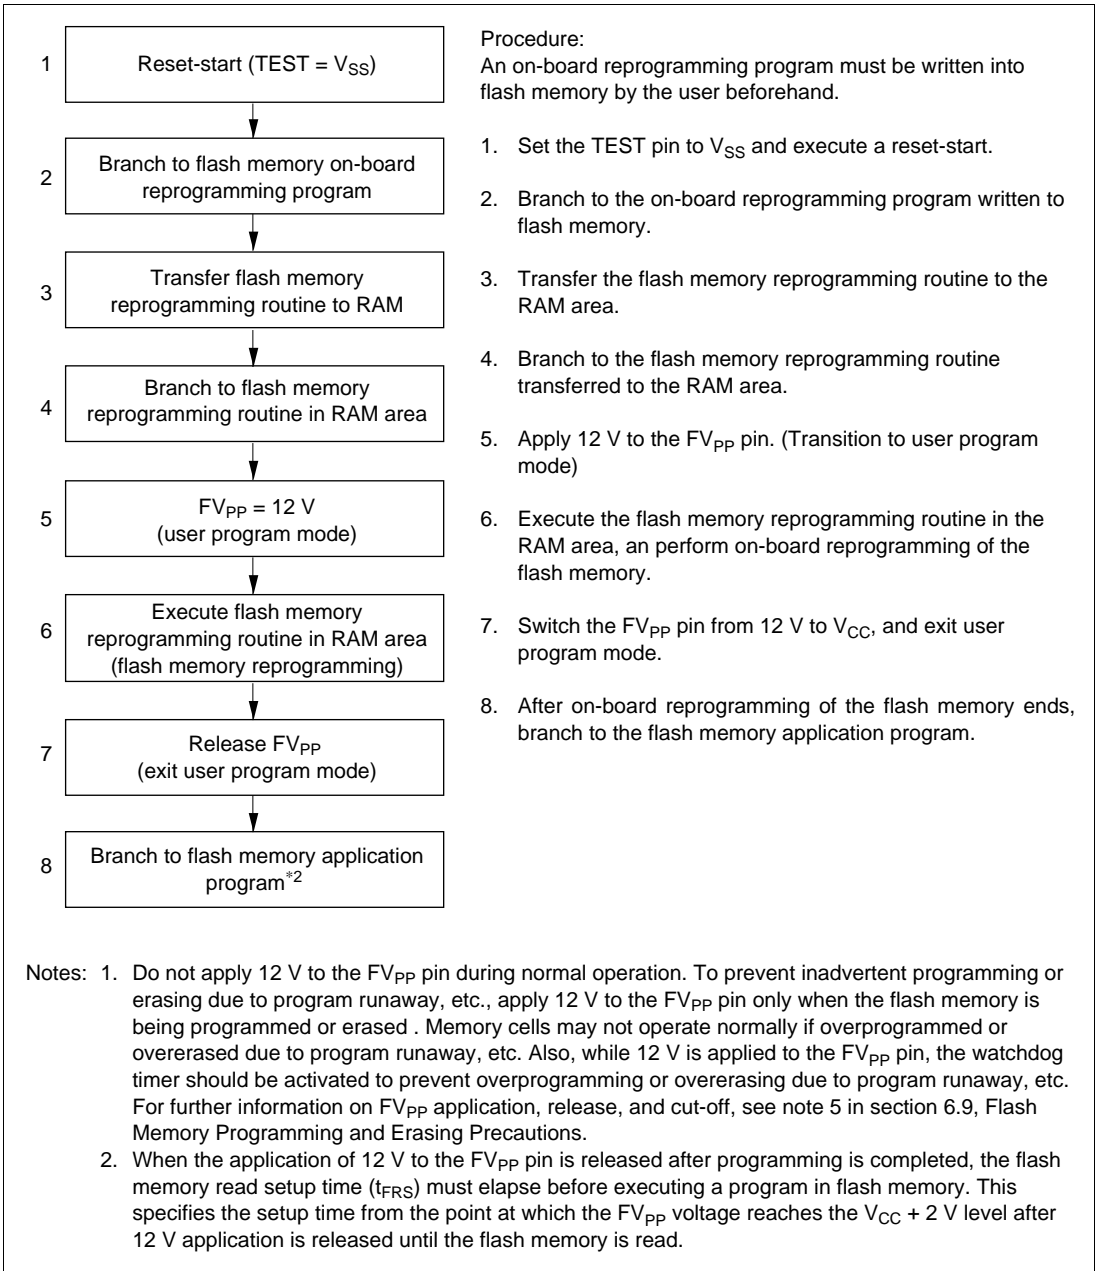 1
Reset-start (TEST = VSS)
2
Branch to flash memory on-board
reprogramming program
3
Transfer flash memory
reprogramming routine to RAM
4
Branch to flash memory
reprogramming routine in RAM area
5
FVPP = 12 V
(user program mode)
6
Execute flash memory
reprogramming routine in RAM area
(flash memory reprogramming)
7
Release FVPP
(exit user program mode)
8
Branch to flash memory application
program*2
Procedure:
An on-board reprogramming program must be written into
flash memory by the user beforehand.
1. Set the TEST pin to VSS and execute a reset-start.
2. Branch to the on-board reprogramming program written to
flash memory.
3. Transfer the flash memory reprogramming routine to the
RAM area.
4. Branch to the flash memory reprogramming routine
transferred to the RAM area.
5. Apply 12 V to the FVPP pin. (Transition to user program
mode)
6. Execute the flash memory reprogramming routine in the
RAM area, an perform on-board reprogramming of the
flash memory.
7. Switch the FVPP pin from 12 V to VCC, and exit user
program mode.
8. After on-board reprogramming of the flash memory ends,
branch to the flash memory application program.
Notes: 1. Do not apply 12 V to the FVPP pin during normal operation. To prevent inadvertent programming or
erasing due to program runaway, etc., apply 12 V to the FVPP pin only when the flash memory is
being programmed or erased . Memory cells may not operate normally if overprogrammed or
overerased due to program runaway, etc. Also, while 12 V is applied to the FVPP pin, the watchdog
timer should be activated to prevent overprogramming or overerasing due to program runaway, etc.
For further information on FVPP application, release, and cut-off, see note 5 in section 6.9, Flash
Memory Programming and Erasing Precautions.
2. When the application of 12 V to the FVPP pin is released after programming is completed, the flash
memory read setup time (tFRS) must elapse before executing a program in flash memory. This
specifies the setup time from the point at which the FVPP voltage reaches the VCC + 2 V level after
12 V application is released until the flash memory is read.